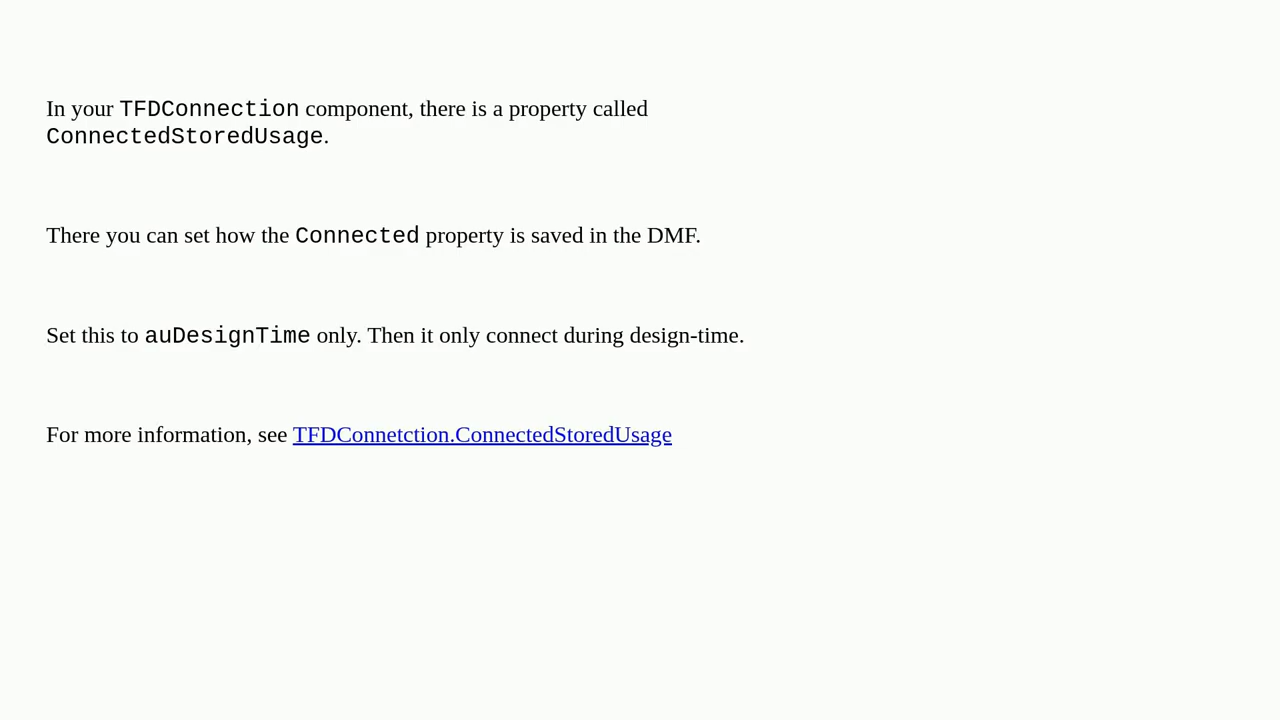 In your TFDConnection component, there is a property called
ConnectedStoredUsage.
There you can set how the Connected property is saved in the DMF.
Set this to auDesignTime only. Then it only connect during design-time.
For more information, see TFDConnetction.ConnectedStoredUsage